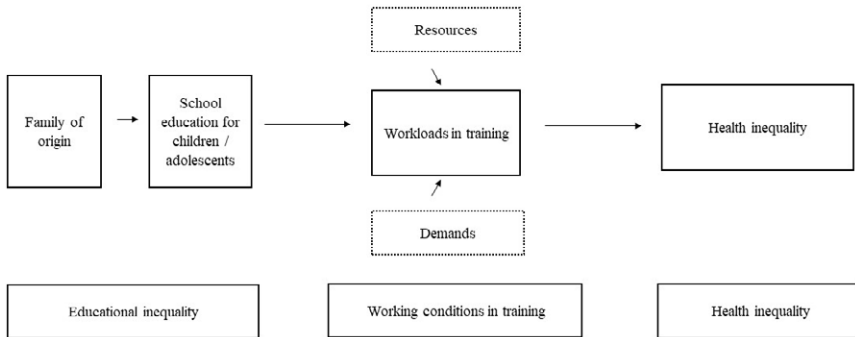 Resources
Family of
origin
School
education for
children /
adolescents
Workloads in training
Health inequality
Demands
Educational inequality
Working conditions in training
Health inequality